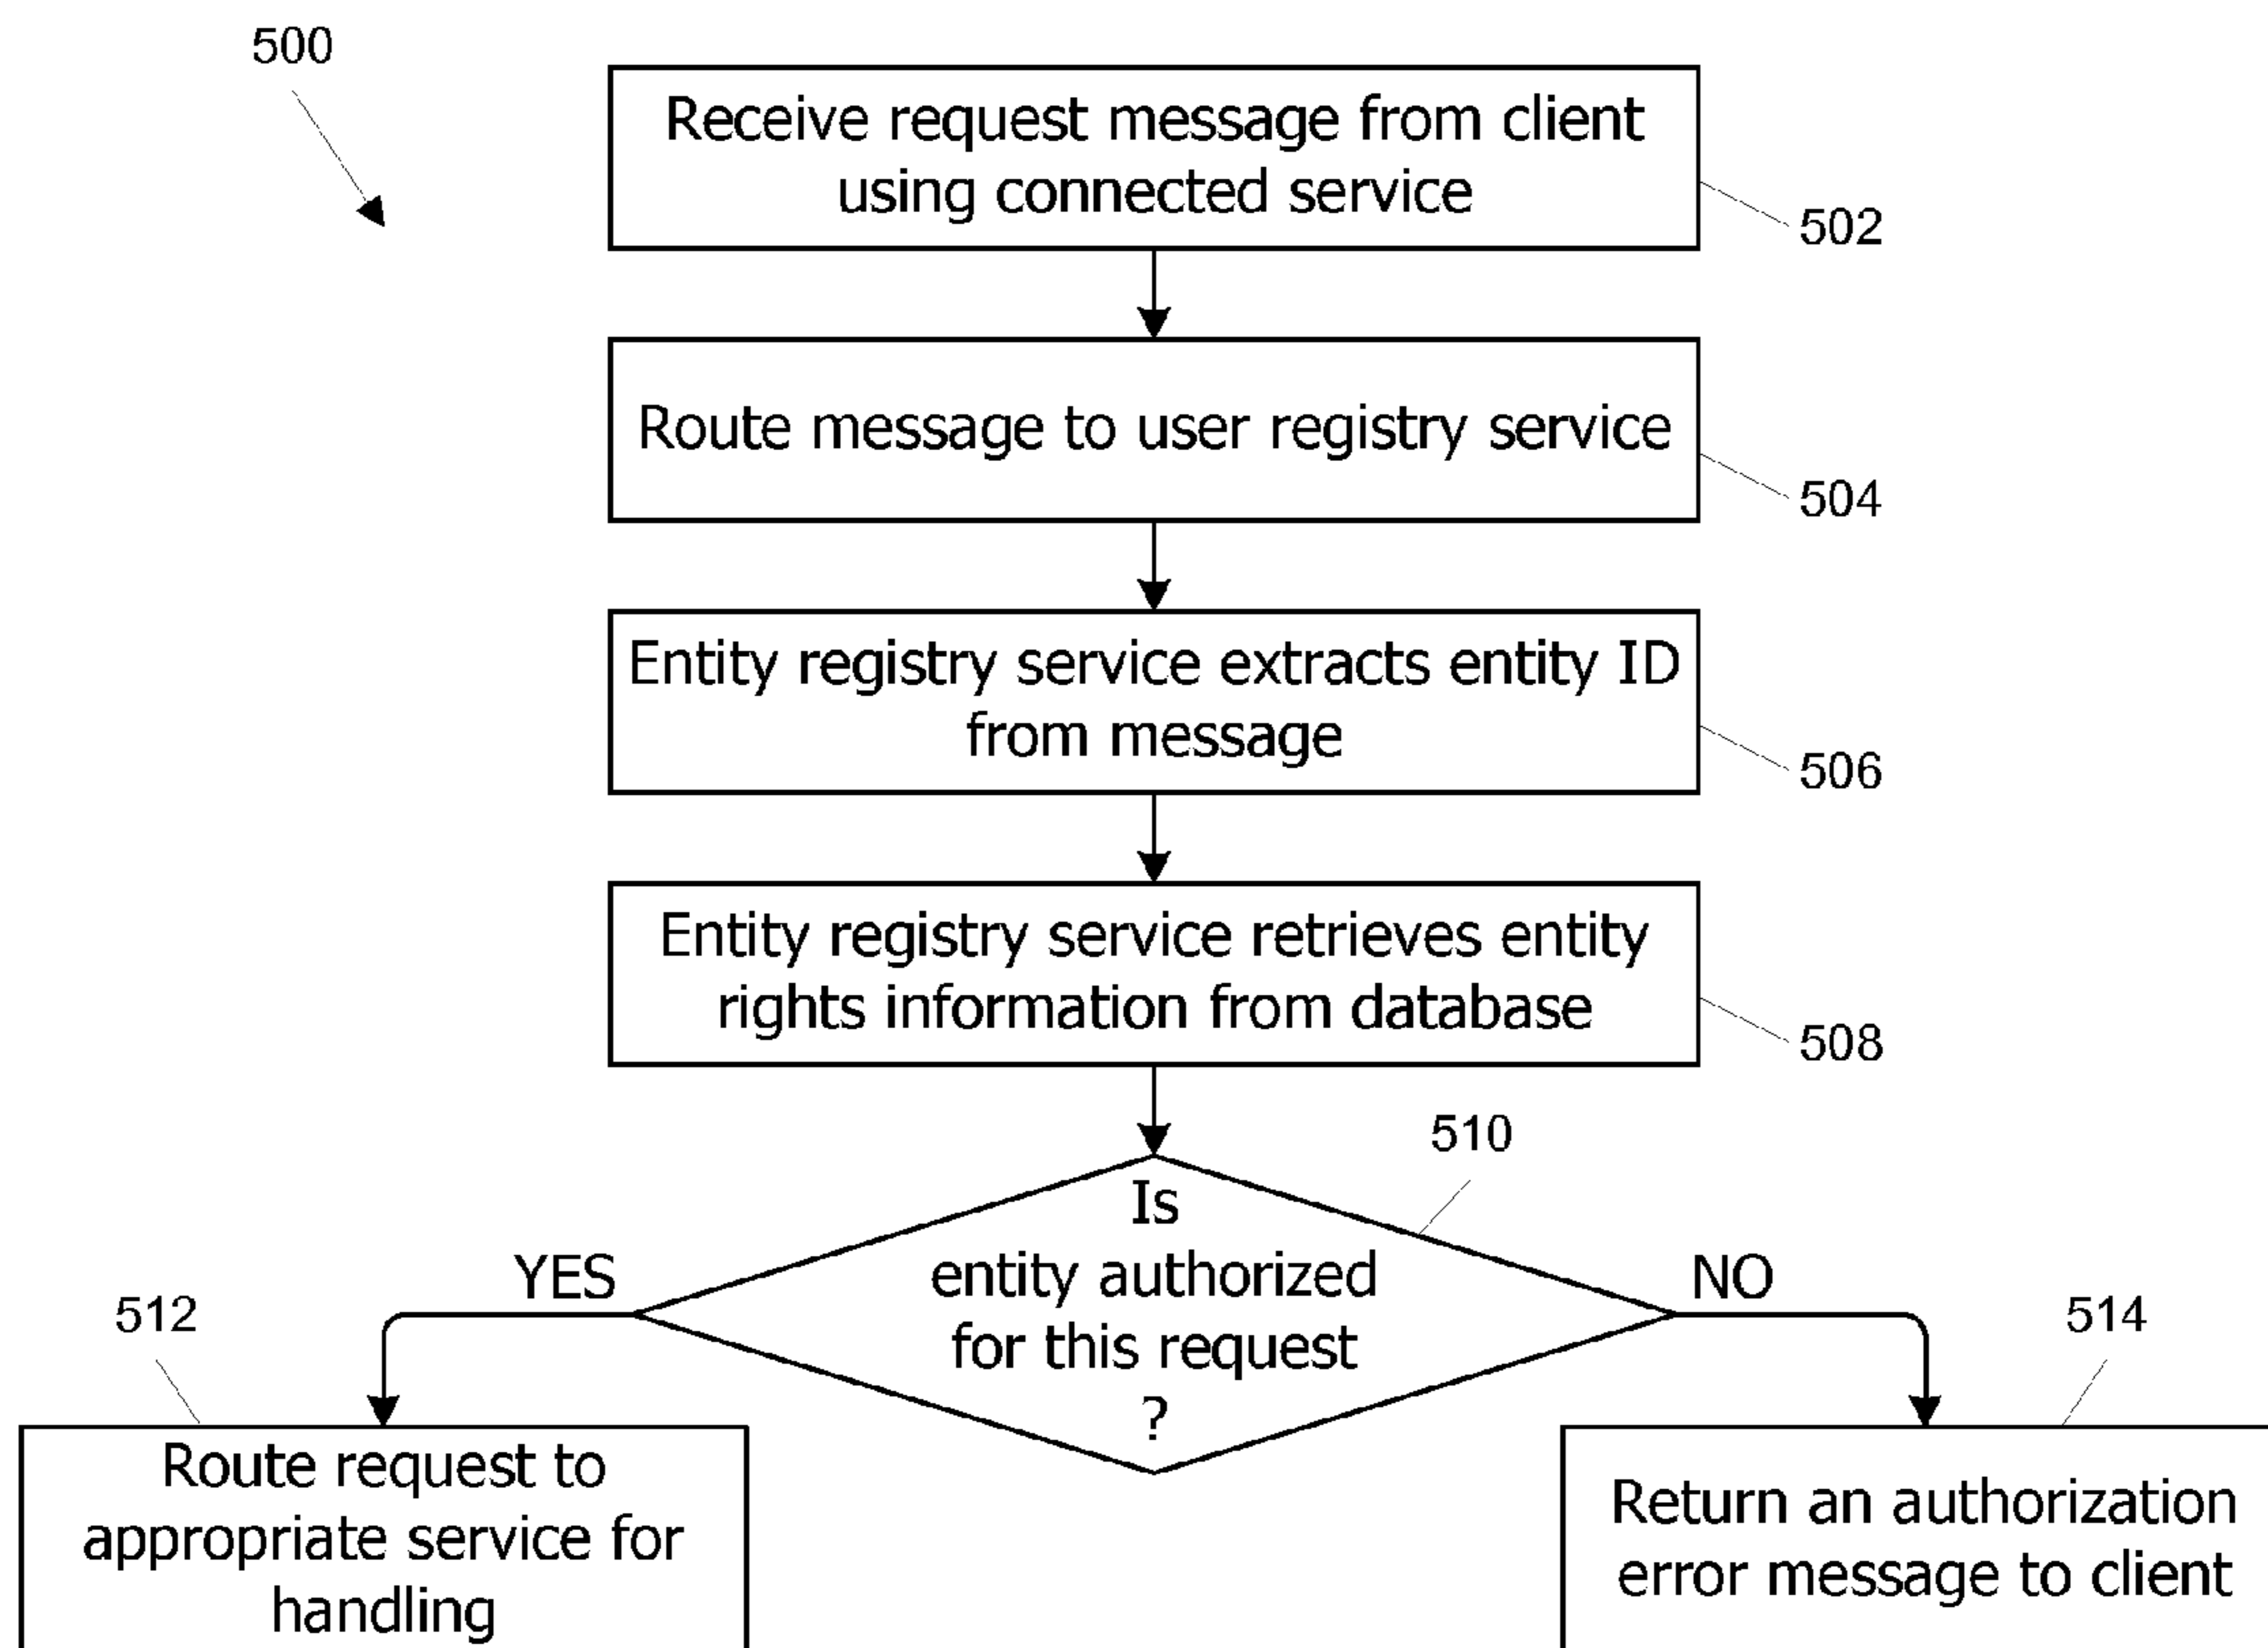 500
Receive request message from client
using connected service
502
Route message to user registry service
504
Entity registry service extracts entity ID
from message
506
Entity registry service retrieves entity
rights information from database
508
510
Is
entity authorized
for this request
?
YES
NO
512
514
Route request to
appropriate service for
handling
Return an authorization
error message to client